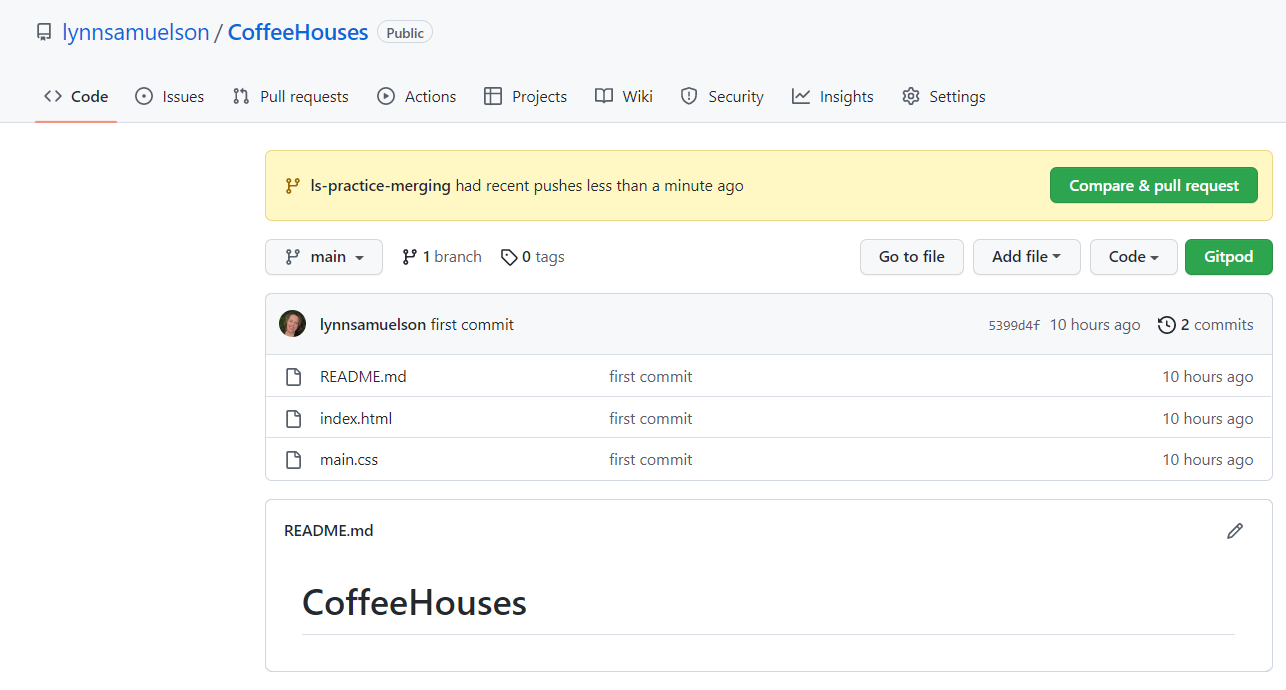 lynnsamuelson / CoffeeHouses Public
Code Issues Pull requests Actions Projects Wiki Security Insights Settings
ls-practice-merging had recent pushes less than a minute ago Compare & pull request
main 1 branch 0 tags Go to file Add file Code Gitpod
lynnsamuelson first commit 5399d4f 10 hours ago 2 commits
README.md first commit 10 hours ago
index.html first commit 10 hours ago
main.css first commit 10 hours ago
README.md
CoffeeHouses